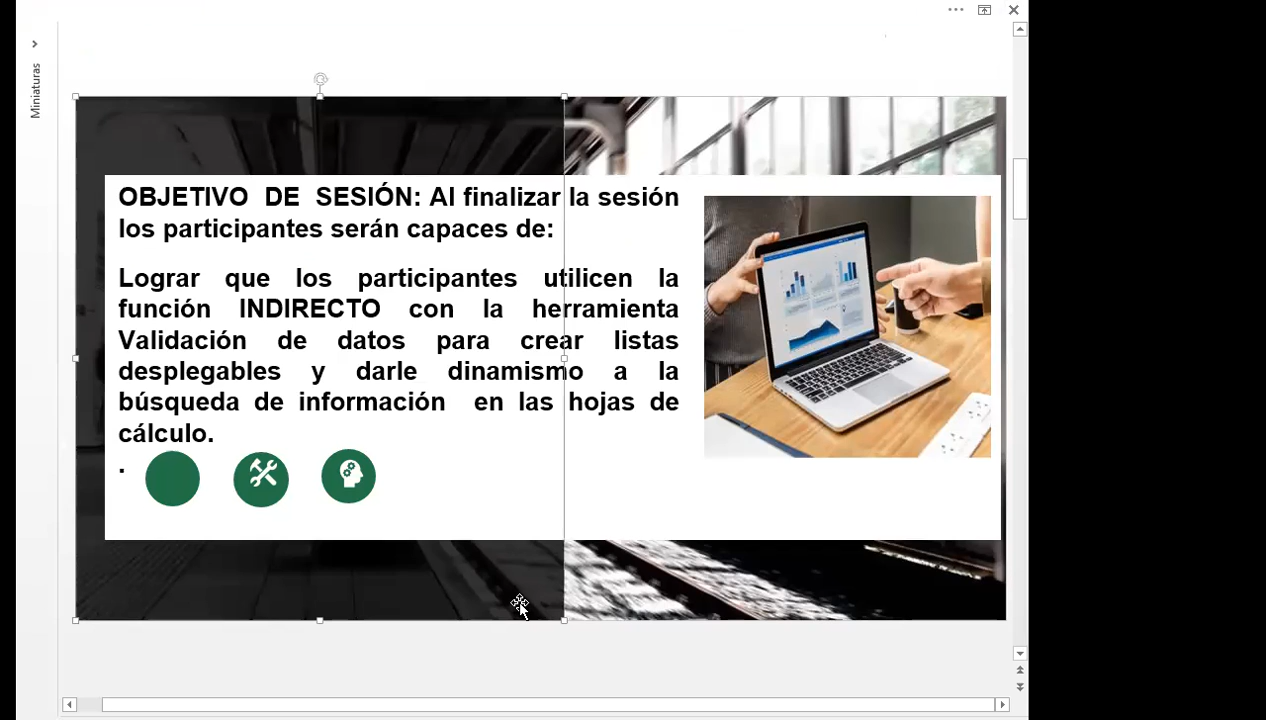 Miniaturas
OBJETIVO DE SESIÓN: Al finalizar la sesión
los participantes serán capaces de:
Lograr que los participantes utilicen la
función INDIRECTO con la herramienta
Validación de datos para crear listas
desplegables y darle dinamismo a la
búsqueda de información en las hojas de
cálculo.
.